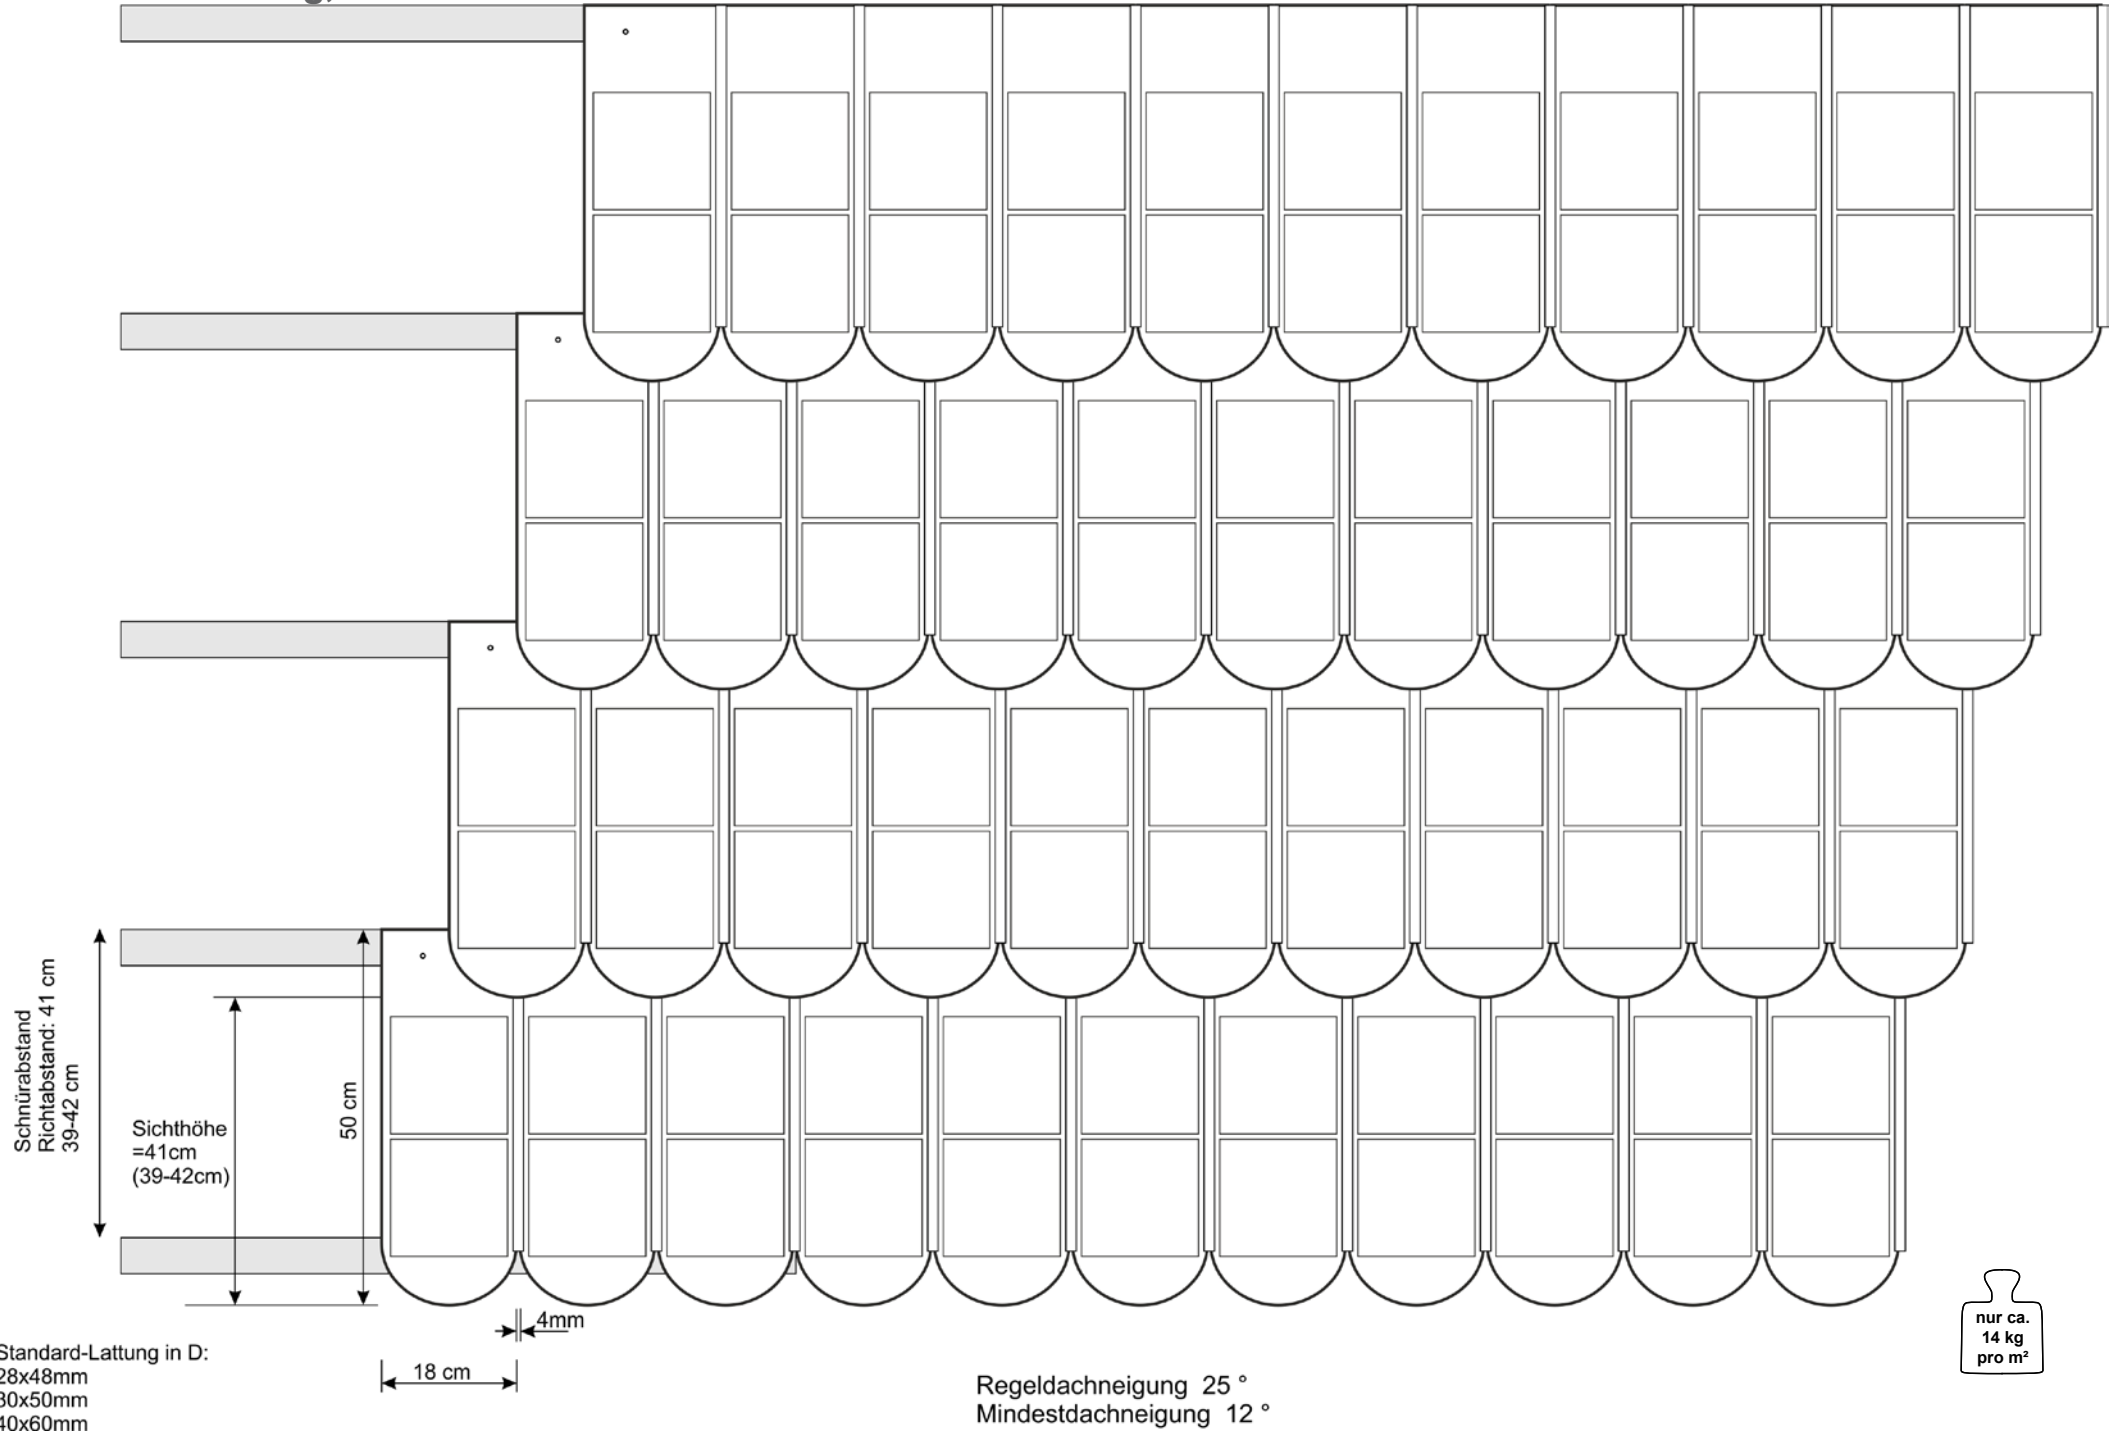 Schnürabstand
Richtabstand: 41 cm
39-42 cm
Sichthöhe
=41cm
(39-42cm)
50 cm
4mm
18 cm
Standard-Lattung in D:
28x48mm
30x50mm
40x60mm
Regeldachneigung 25 °
Mindestdachneigung 12 °
nur ca.
14 kg
pro m²